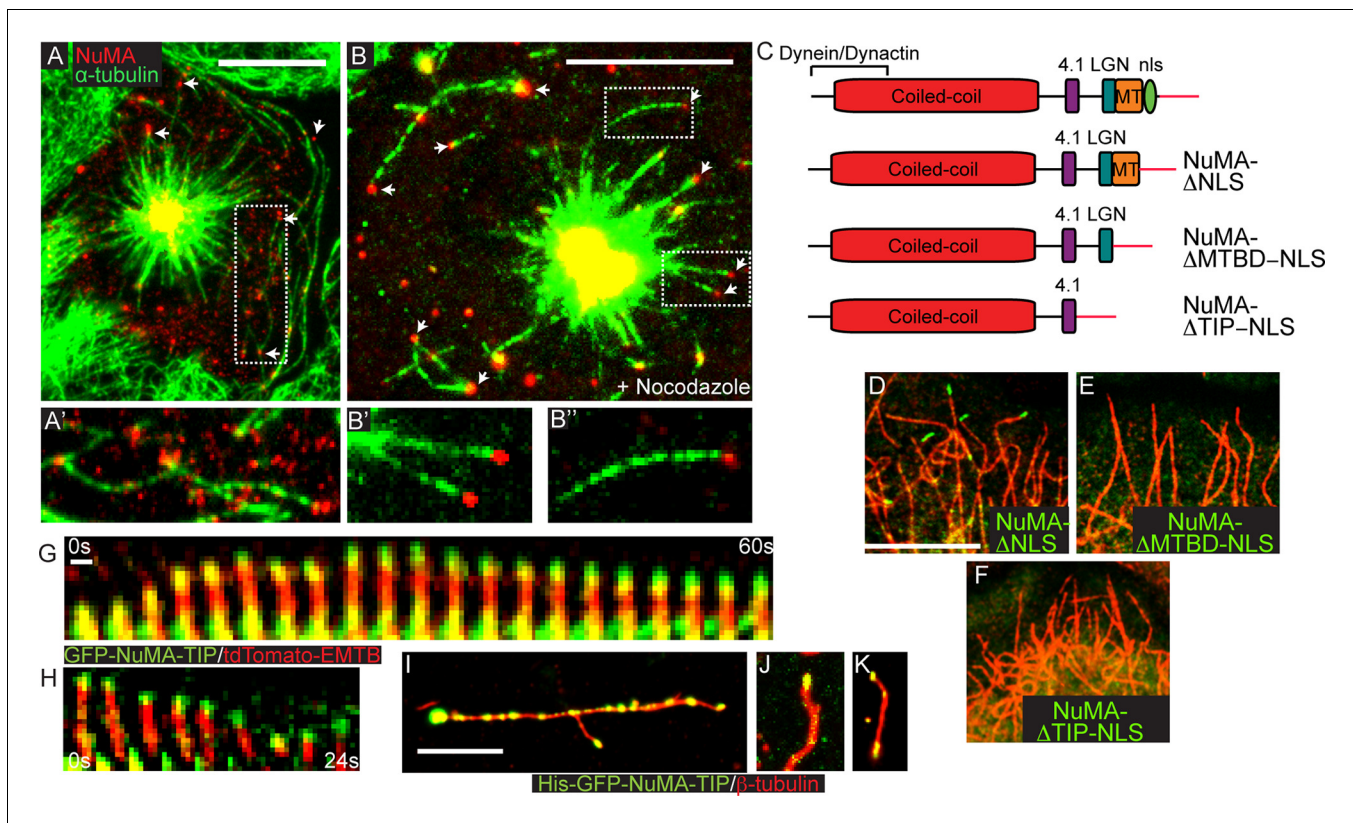 A NuMA
α-tubulin
B
+ Nocodazole
A'
B'
B''
C Dynein/Dynactin
4.1 LGN nls
Coiled-coil
MT
4.1 LGN
Coiled-coil
MT
NuMA-
ΔNLS
4.1 LGN
Coiled-coil
NuMA-
ΔMTBD–NLS
4.1
Coiled-coil
NuMA-
ΔTIP–NLS
D
NuMA-
ΔNLS
E
NuMA-
ΔMTBD-NLS
F
NuMA-
ΔTIP-NLS
G
0s
60s
GFP-NuMA-TIP/tdTomato-EMTB
H
0s
24s
I
J
K
His-GFP-NuMA-TIP/β-tubulin